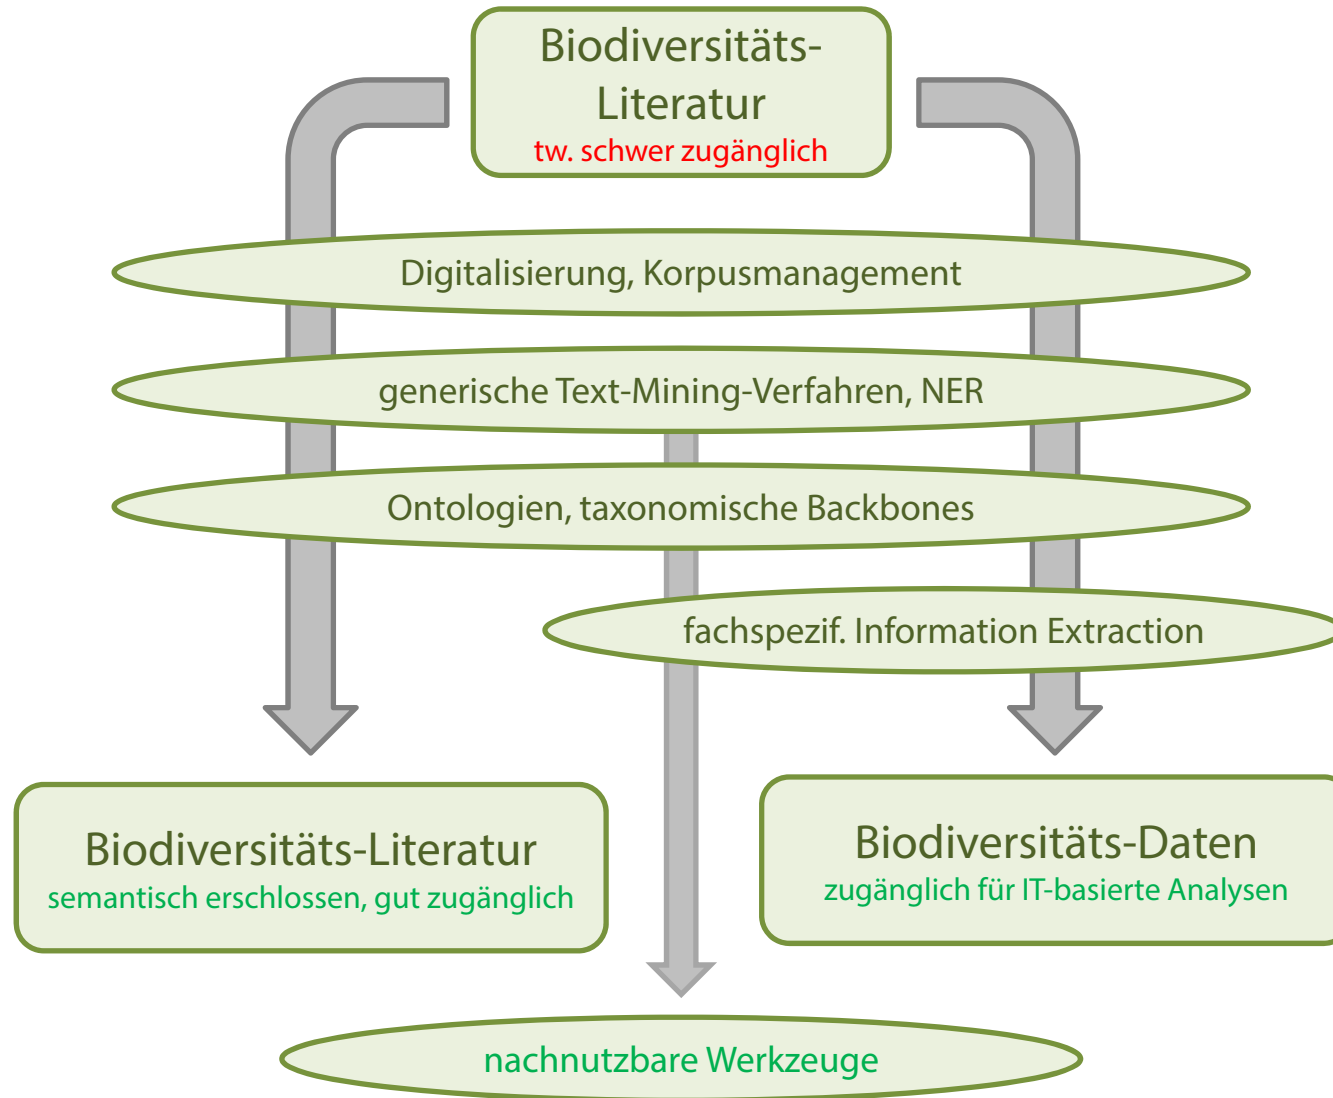 Biodiversitäts-
Literatur
tw. schwer zugänglich
Digitalisierung, Korpusmanagement
generische Text-Mining-Verfahren, NER
Ontologien, taxonomische Backbones
fachspezif. Information Extraction
Biodiversitäts-Literatur
semantisch erschlossen, gut zugänglich
Biodiversitäts-Daten
zugänglich für IT-basierte Analysen
nachnutzbare Werkzeuge